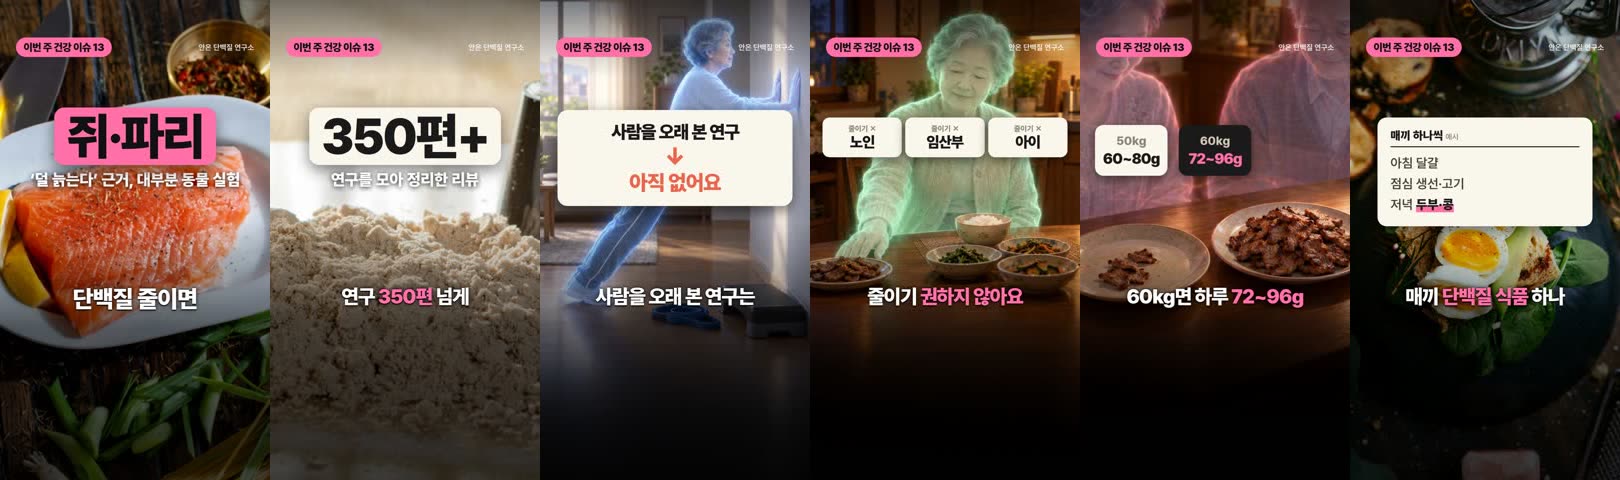 이번 주 건강 이슈 13
안은 단백질 연구소
쥐·파리
‘덜 늙는다’ 근거, 대부분 동물 실험
단백질 줄이면
이번 주 건강 이슈 13
안은 단백질 연구소
350편+
연구를 모아 정리한 리뷰
연구 350편 넘게
이번 주 건강 이슈 13
안은 단백질 연구소
사람을 오래 본 연구
↓
아직 없어요
사람을 오래 본 연구는
이번 주 건강 이슈 13
안은 단백질 연구소
줄이기 ×
노인
줄이기 ×
임산부
줄이기 ×
아이
줄이기 권하지 않아요
이번 주 건강 이슈 13
안은 단백질 연구소
50kg
60~80g
60kg
72~96g
60kg면 하루 72~96g
이번 주 건강 이슈 13
안은 단백질 연구소
매끼 하나씩 예시
아침 달걀
점심 생선·고기
저녁 두부·콩
매끼 단백질 식품 하나